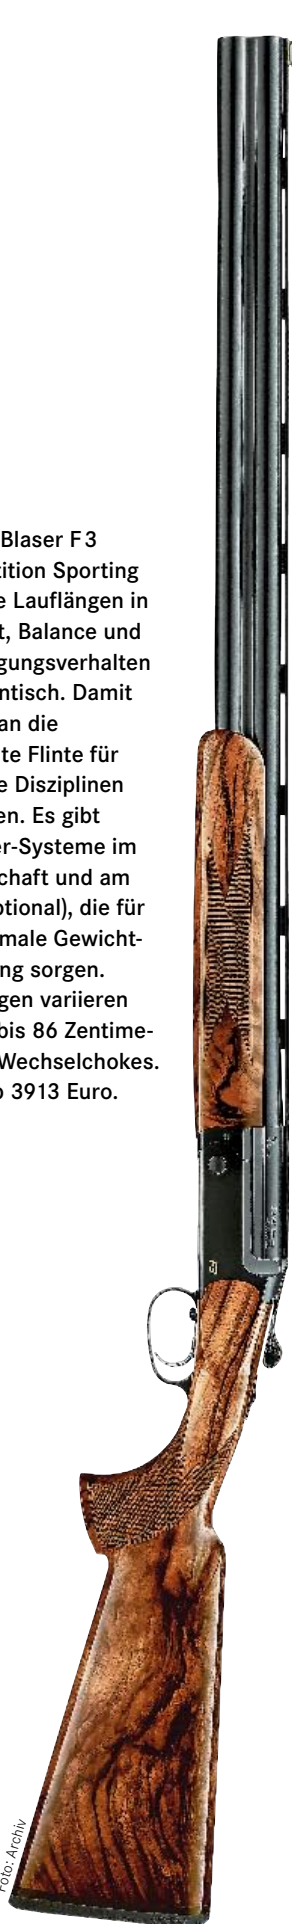 Blaser F3
ition Sporting
e Lauflängen in
t, Balance und
gungsverhalten
ntisch. Damit
an die
te Flinte für
e Disziplinen
en. Es gibt
er-Systeme im
chaft und am
ptional), die für
male Gewicht-
ng sorgen.
gen variieren
bis 86 Zentime-
Wechselchokes.
o 3913 Euro.
F3
Foto: Archiv